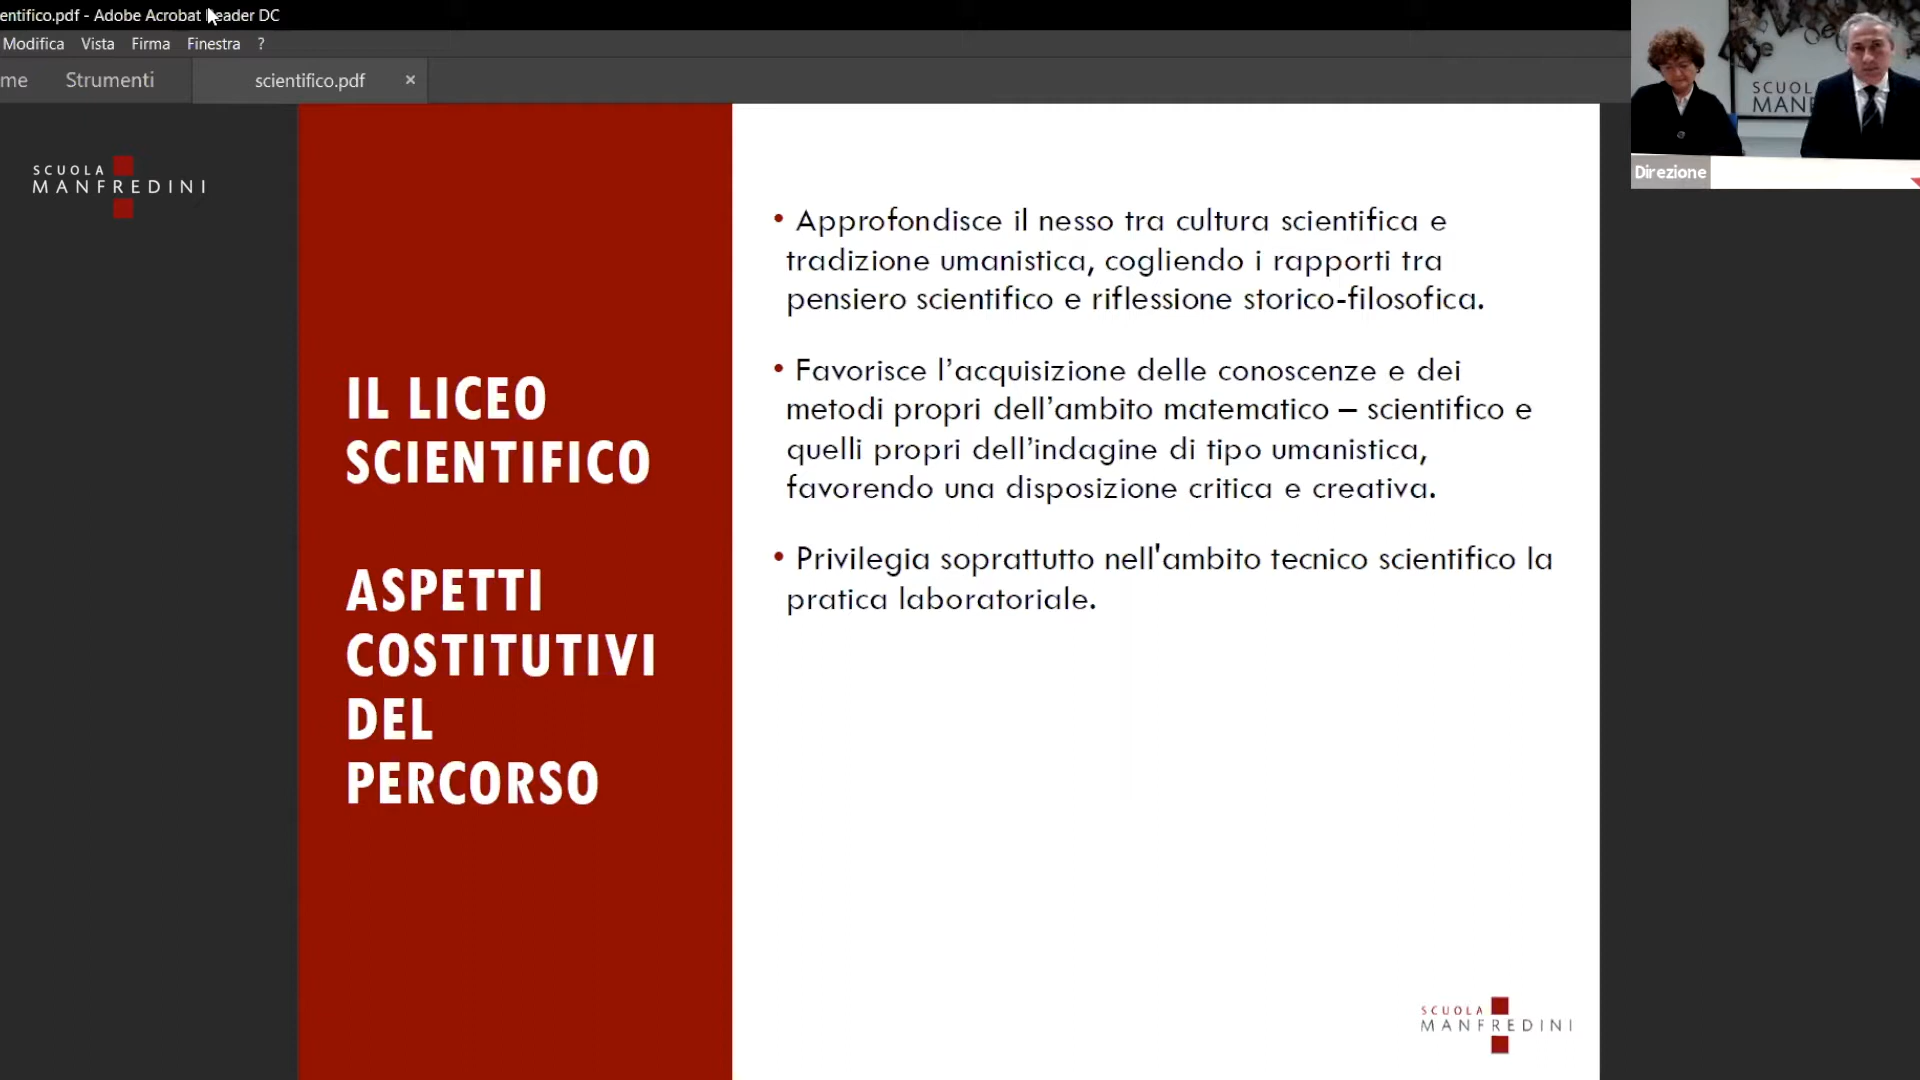 entifico.pdf - Adobe Acrobat Reader DC
Modifica Vista Firma Finestra ?
me Strumenti scientifico.pdf ×
SCUOLA
MANFREDINI
IL LICEO
SCIENTIFICO
ASPETTI
COSTITUTIVI
DEL
PERCORSO
• Approfondisce il nesso tra cultura scientifica e
tradizione umanistica, cogliendo i rapporti tra
pensiero scientifico e riflessione storico-filosofica.
• Favorisce l’acquisizione delle conoscenze e dei
metodi propri dell’ambito matematico – scientifico e
quelli propri dell’indagine di tipo umanistica,
favorendo una disposizione critica e creativa.
• Privilegia soprattutto nell'ambito tecnico scientifico la
pratica laboratoriale.
SCUOLA
MANFREDINI
SCUOL
MANF
Direzione